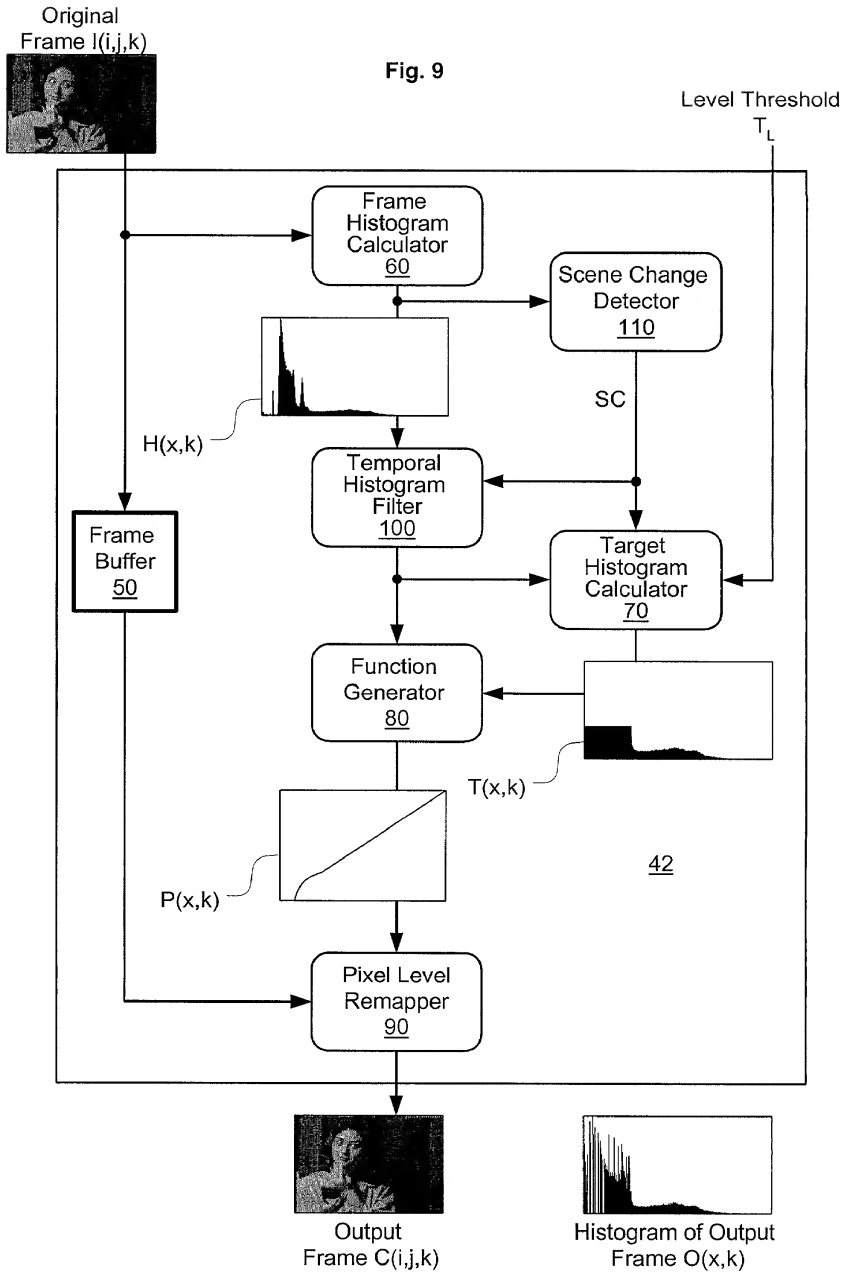 Original
Frame I(i,j,k)
Fig. 9
Level Threshold
TL
Frame
Histogram
Calculator
60
Scene Change
Detector
110
SC
H(x,k)
Temporal
Histogram
Filter
100
Frame
Buffer
50
Target
Histogram
Calculator
70
Function
Generator
80
T(x,k)
P(x,k)
42
Pixel Level
Remapper
90
Output
Frame C(i,j,k)
Histogram of Output
Frame O(x,k)